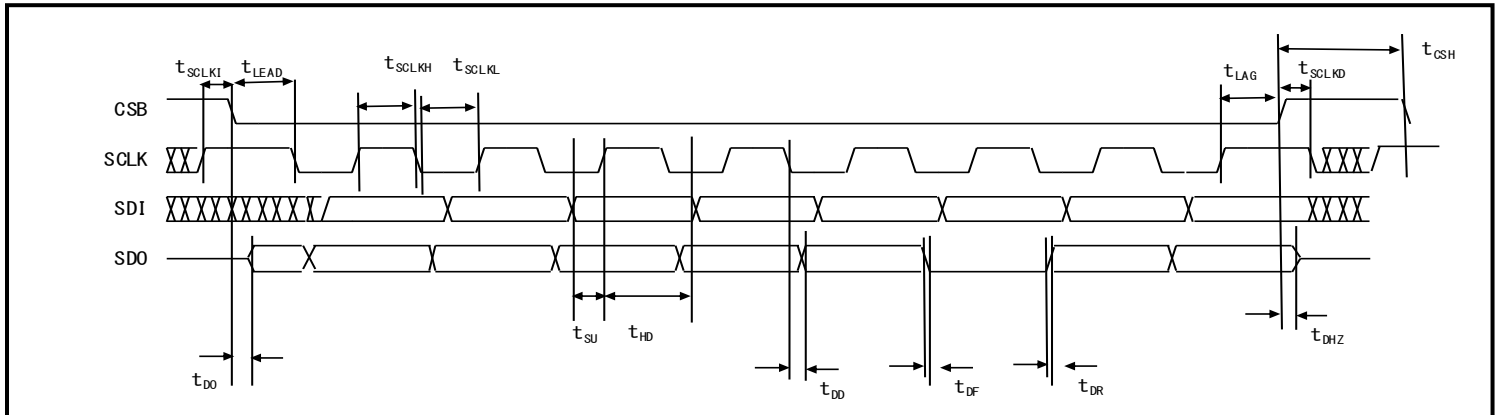 tSCLKI tLEAD tSCLKH tSCLKL tLAG tSCLKD tCSH
CSB
SCLK
SDI
SDO
tSU tHD tDHZ
tDO tDD tDF tDR